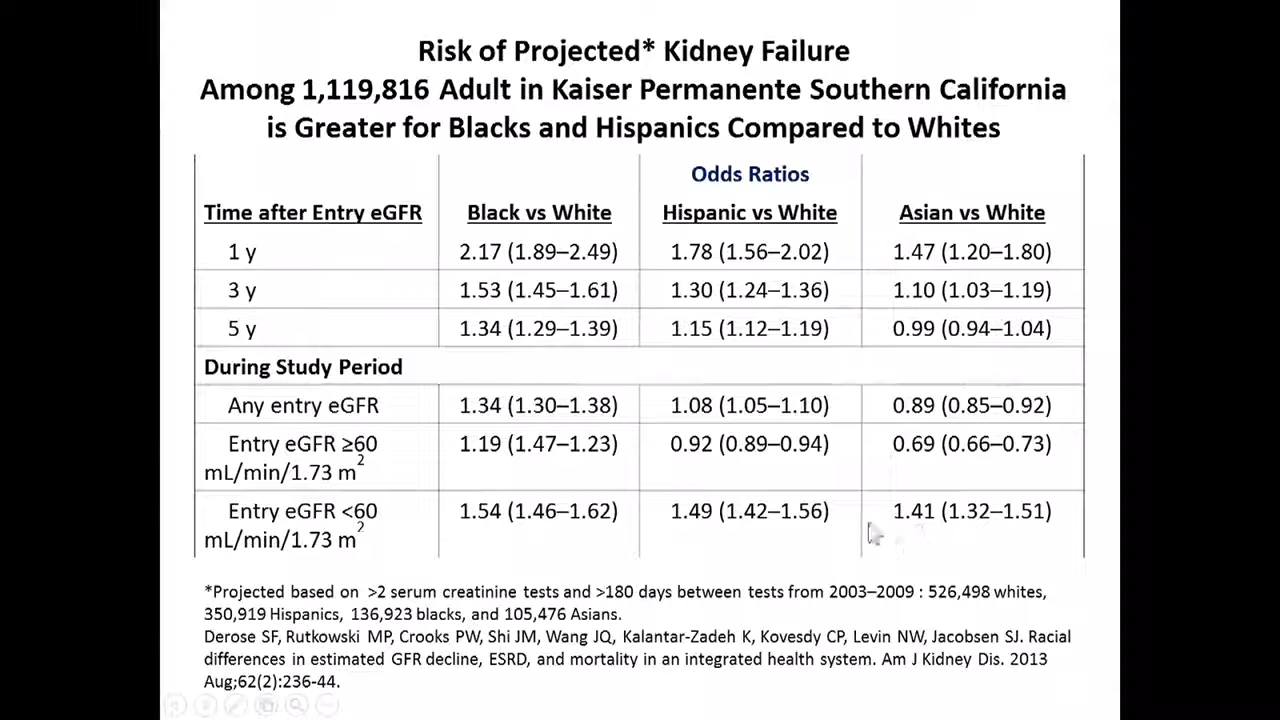 Risk of Projected* Kidney Failure
Among 1,119,816 Adult in Kaiser Permanente Southern California
is Greater for Blacks and Hispanics Compared to Whites
Odds Ratios
Time after Entry eGFR Black vs White Hispanic vs White Asian vs White
1 y 2.17 (1.89–2.49) 1.78 (1.56–2.02) 1.47 (1.20–1.80)
3 y 1.53 (1.45–1.61) 1.30 (1.24–1.36) 1.10 (1.03–1.19)
5 y 1.34 (1.29–1.39) 1.15 (1.12–1.19) 0.99 (0.94–1.04)
During Study Period
Any entry eGFR 1.34 (1.30–1.38) 1.08 (1.05–1.10) 0.89 (0.85–0.92)
Entry eGFR ≥60 1.19 (1.47–1.23) 0.92 (0.89–0.94) 0.69 (0.66–0.73)
mL/min/1.73 m²
Entry eGFR <60 1.54 (1.46–1.62) 1.49 (1.42–1.56) 1.41 (1.32–1.51)
mL/min/1.73 m²
*Projected based on >2 serum creatinine tests and >180 days between tests from 2003–2009 : 526,498 whites,
350,919 Hispanics, 136,923 blacks, and 105,476 Asians.
Derose SF, Rutkowski MP, Crooks PW, Shi JM, Wang JQ, Kalantar-Zadeh K, Kovesdy CP, Levin NW, Jacobsen SJ. Racial
differences in estimated GFR decline, ESRD, and mortality in an integrated health system. Am J Kidney Dis. 2013
Aug;62(2):236-44.